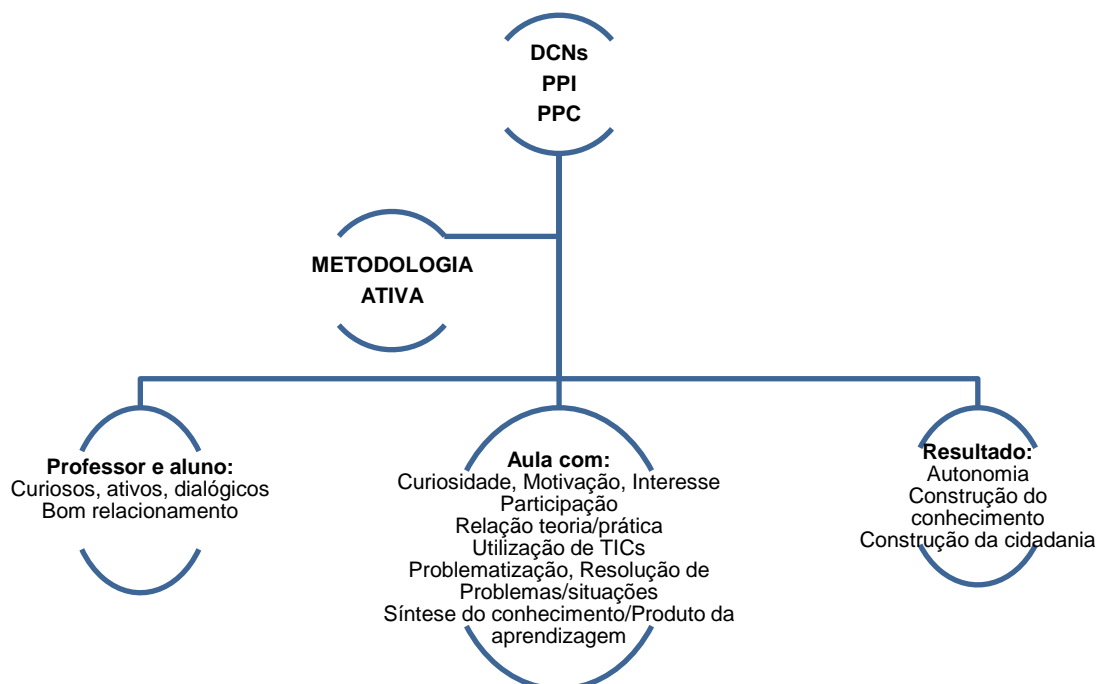 DCNs
PPI
PPC
METODOLOGIA
ATIVA
Professor e aluno:
Curiosos, ativos, dialógicos
Bom relacionamento
Aula com:
Curiosidade, Motivação, Interesse
Participação
Relação teoria/prática
Utilização de TICs
Problematização, Resolução de
Problemas/situações
Síntese do conhecimento/Produto da
aprendizagem
Resultado:
Autonomia
Construção do
conhecimento
Construção da cidadania